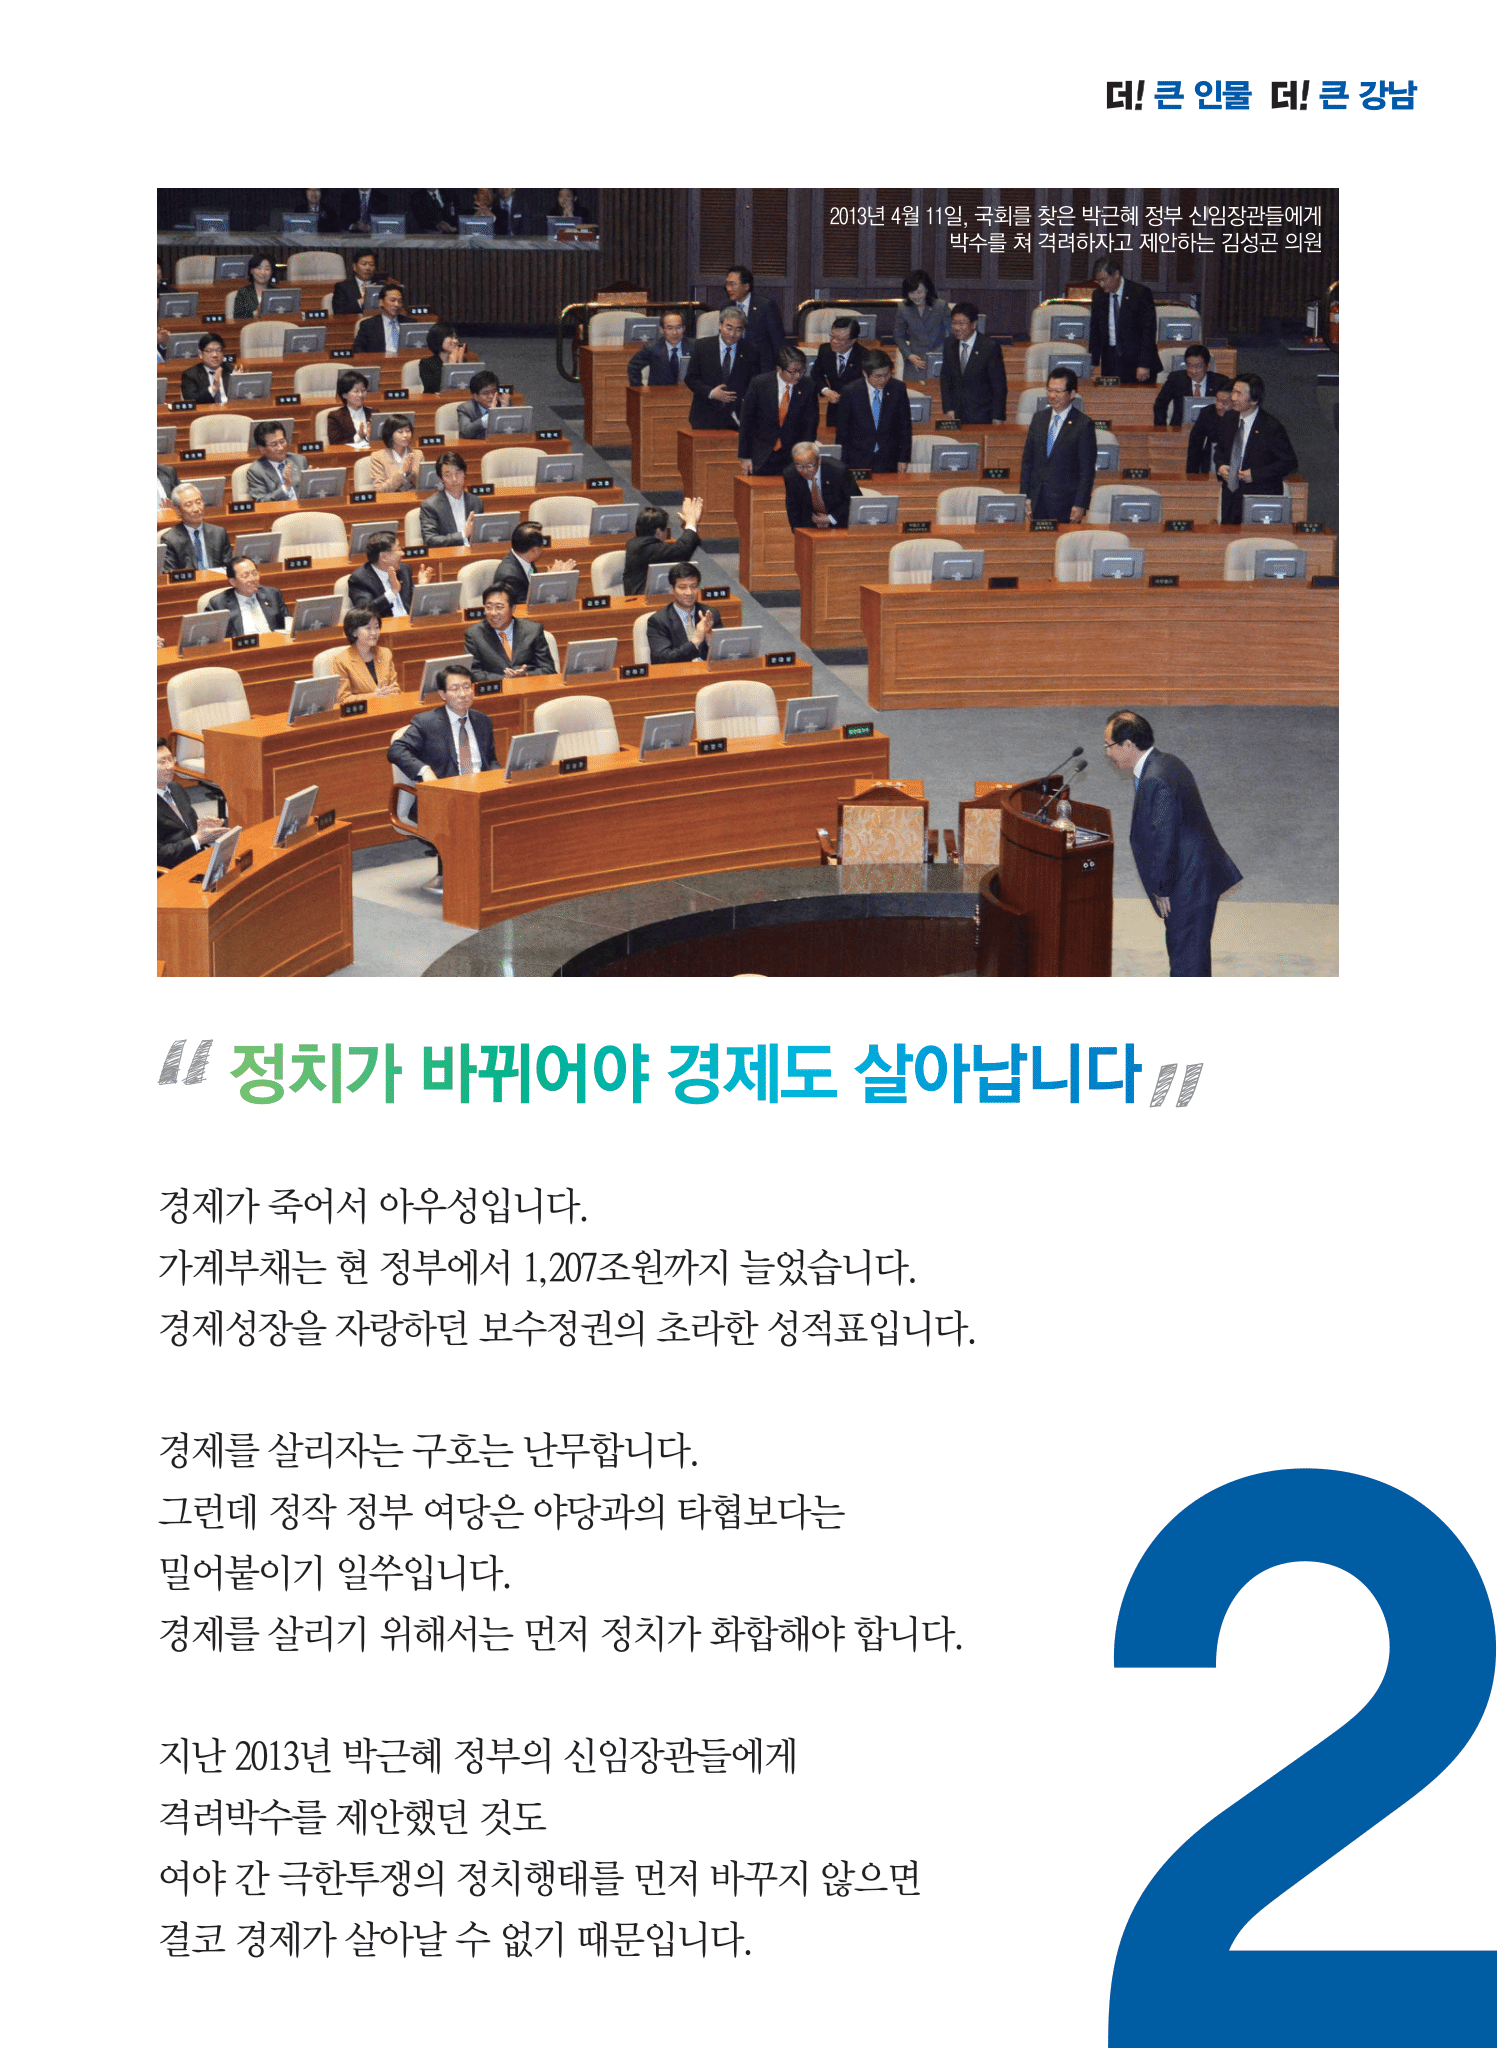 더! 큰 인물 더! 큰 강남
2013년 4월 11일, 국회를 찾은 박근혜 정부 신임장관들에게
박수를 쳐 격려하자고 제안하는 김성곤 의원
"정치가 바뀌어야 경제도 살아납니다"
경제가 죽어서 아우성입니다.
가계부채는 현 정부에서 1,207조원까지 늘었습니다.
경제성장을 자랑하던 보수정권의 초라한 성적표입니다.
경제를 살리자는 구호는 난무합니다.
그런데 정작 정부 여당은 야당과의 타협보다는
밀어붙이기 일쑤입니다.
경제를 살리기 위해서는 먼저 정치가 화합해야 합니다.
지난 2013년 박근혜 정부의 신임장관들에게
격려박수를 제안했던 것도
여야 간 극한투쟁의 정치행태를 먼저 바꾸지 않으면
결코 경제가 살아날 수 없기 때문입니다.
2